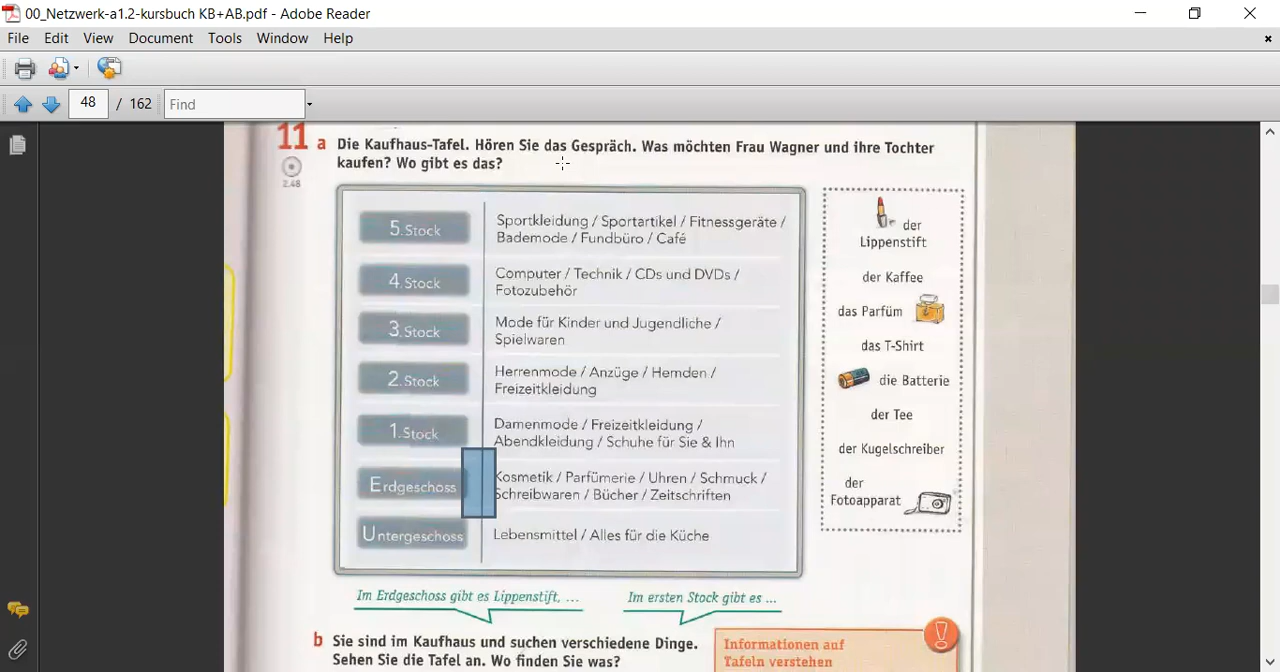 00_Netzwerk-a1.2-kursbuch KB+AB.pdf - Adobe Reader
File Edit View Document Tools Window Help
48 / 162 Find
11 a Die Kaufhaus-Tafel. Hören Sie das Gespräch. Was möchten Frau Wagner und ihre Tochter
kaufen? Wo gibt es das?
2.48
5.Stock
Sportkleidung / Sportartikel / Fitnessgeräte /
Bademode / Fundbüro / Café
4.Stock
Computer / Technik / CDs und DVDs /
Fotozubehör
3.Stock
Mode für Kinder und Jugendliche /
Spielwaren
2.Stock
Herrenmode / Anzüge / Hemden /
Freizeitkleidung
1.Stock
Damenmode / Freizeitkleidung /
Abendkleidung / Schuhe für Sie & Ihn
Erdgeschoss
Kosmetik / Parfümerie / Uhren / Schmuck /
Schreibwaren / Bücher / Zeitschriften
Untergeschoss
Lebensmittel / Alles für die Küche
der
Lippenstift
der Kaffee
das Parfüm
das T-Shirt
die Batterie
der Tee
der Kugelschreiber
der
Fotoapparat
Im Erdgeschoss gibt es Lippenstift, ...
Im ersten Stock gibt es ...
b Sie sind im Kaufhaus und suchen verschiedene Dinge.
Sehen Sie die Tafel an. Wo finden Sie was?
Informationen auf
Tafeln verstehen